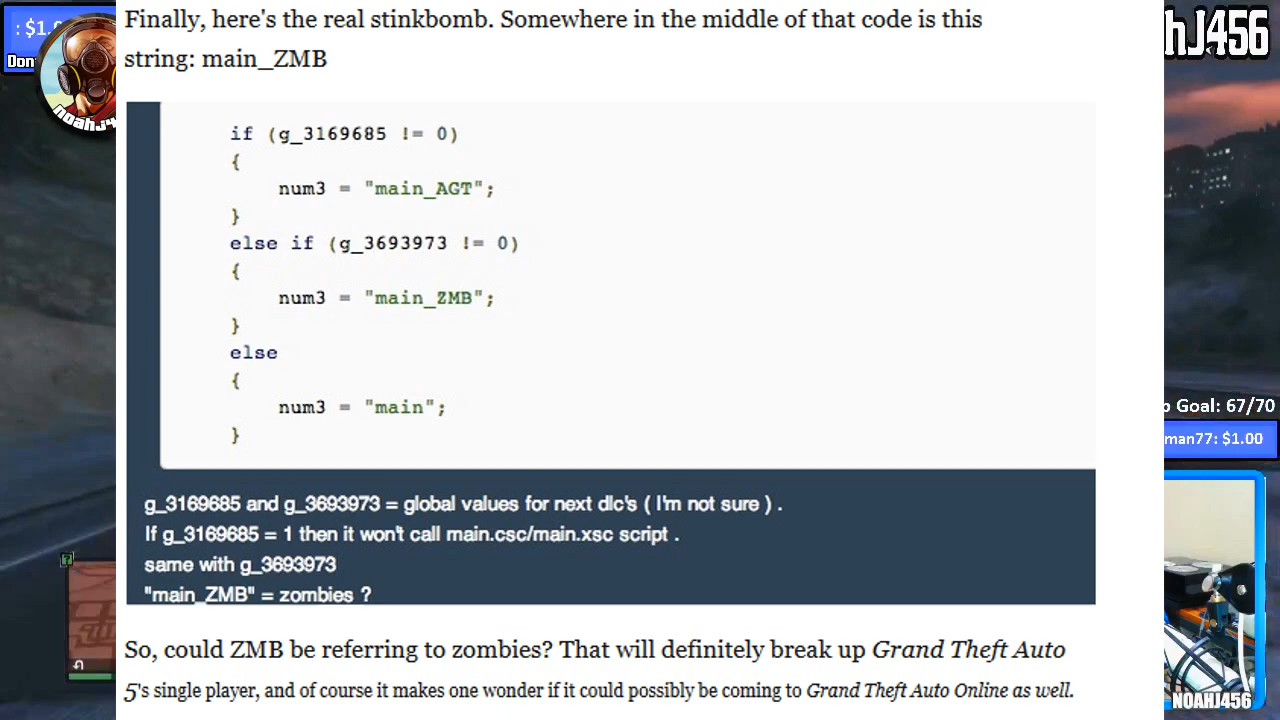 Finally, here's the real stinkbomb. Somewhere in the middle of that code is this
string: main_ZMB
if (g_3169685 != 0)
{
num3 = "main_AGT";
}
else if (g_3693973 != 0)
{
num3 = "main_ZMB";
}
else
{
num3 = "main";
}
g_3169685 and g_3693973 = global values for next dlc's ( I'm not sure ) .
If g_3169685 = 1 then it won't call main.csc/main.xsc script .
same with g_3693973
"main_ZMB" = zombies ?
So, could ZMB be referring to zombies? That will definitely break up Grand Theft Auto
5's single player, and of course it makes one wonder if it could possibly be coming to Grand Theft Auto Online as well.
: $1.
Don
noahj4
hJ456
Goal: 67/70
man77: $1.00
NOAHJ456